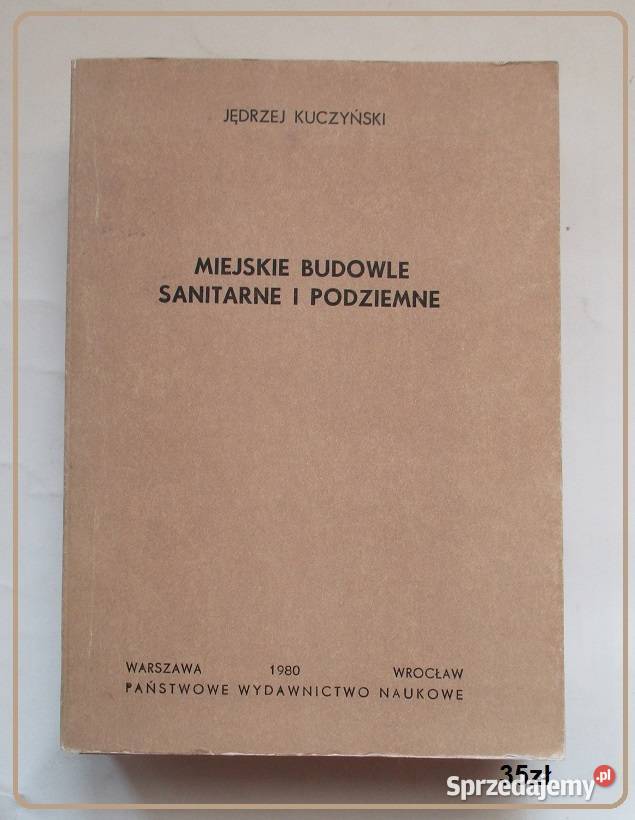 JĘDRZEJ KUCZYŃSKI
MIEJSKIE BUDOWLE
SANITARNE I PODZIEMNE
WARSZAWA 1980 WROCŁAW
PAŃSTWOWE WYDAWNICTWO NAUKOWE
35zł
Sprzedajemy.pl